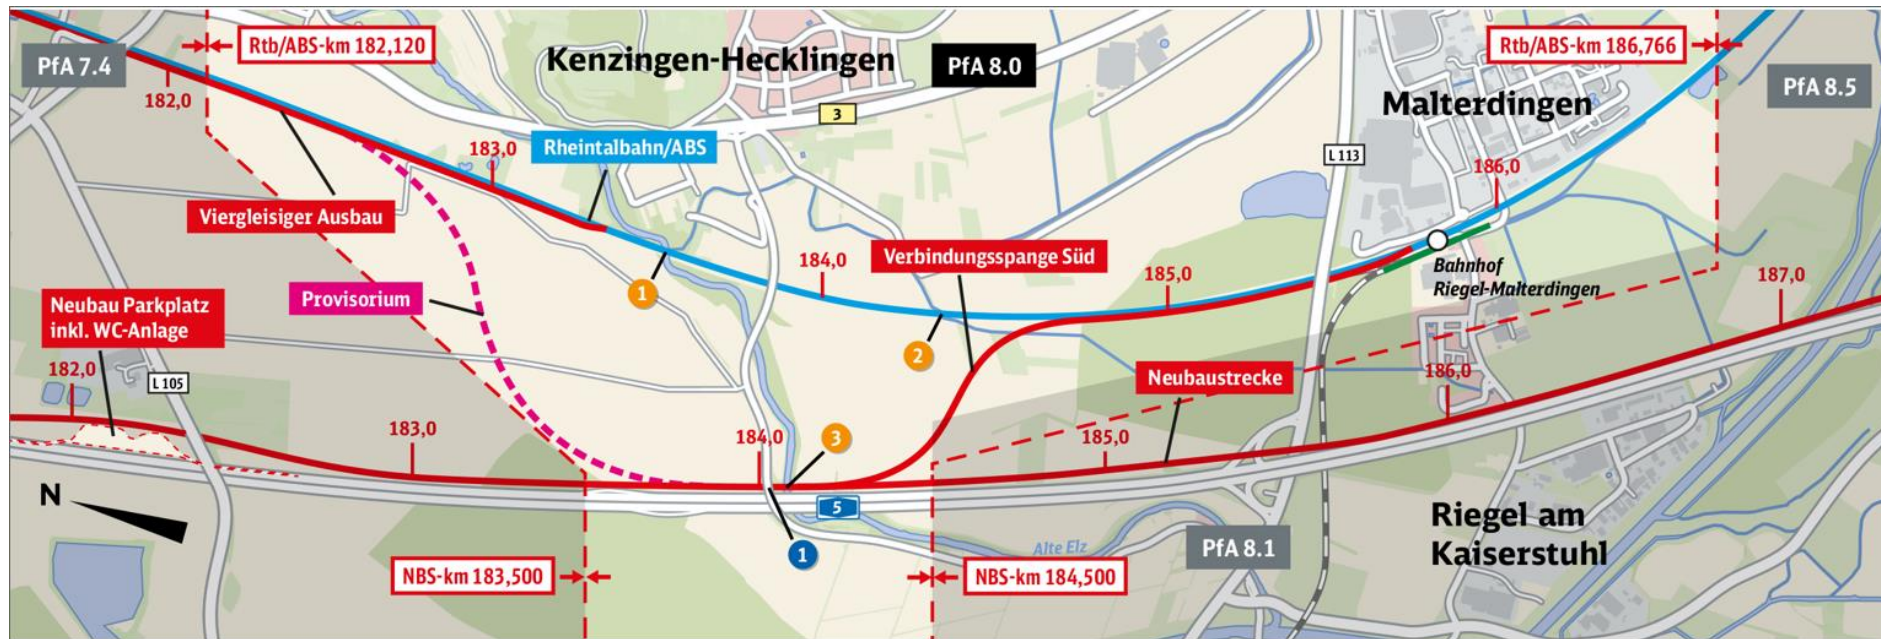 PfA 7.4
Rtb/ABS-km 182,120
Kenzingen-Hecklingen
PfA 8.0
Rtb/ABS-km 186,766
PfA 8.5
182,0
3
Malterdingen
Rheintalbahn/ABS
183,0
L 113
186,0
Viergleisiger Ausbau
184,0
Verbindungsspange Süd
185,0
Bahnhof
Riegel-Malterdingen
187,0
Provisorium
1
Neubau Parkplatz
inkl. WC-Anlage
2
182,0
L 105
Neubaustrecke
186,0
183,0
184,0
3
185,0
N
5
Riegel am
Kaiserstuhl
1
Alte Elz
PfA 8.1
NBS-km 183,500
NBS-km 184,500